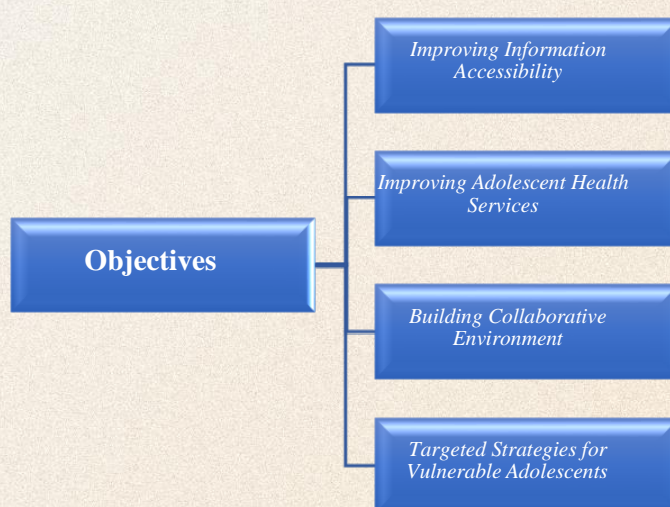 Objectives
Improving Information
Accessibility
Improving Adolescent Health
Services
Building Collaborative
Environment
Targeted Strategies for
Vulnerable Adolescents